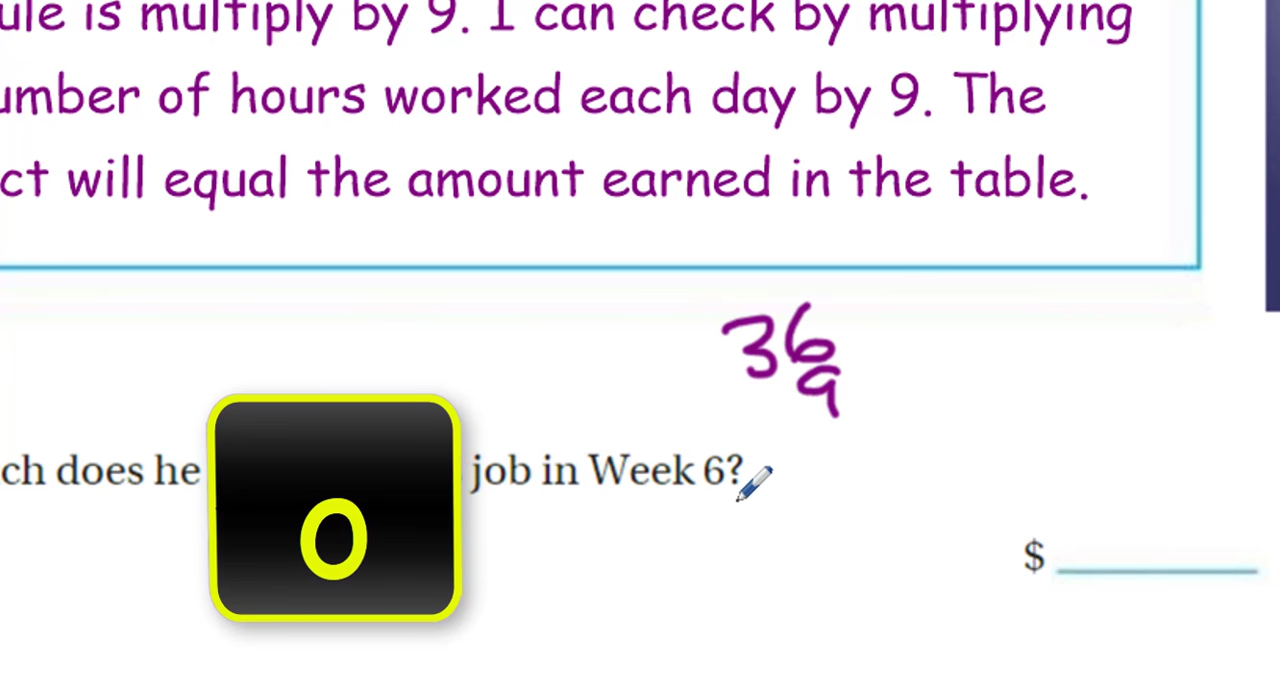 ule is multiply by 9. I can check by multiplying
umber of hours worked each day by 9. The
ct will equal the amount earned in the table.
36
9
ch does he job in Week 6?
O
$